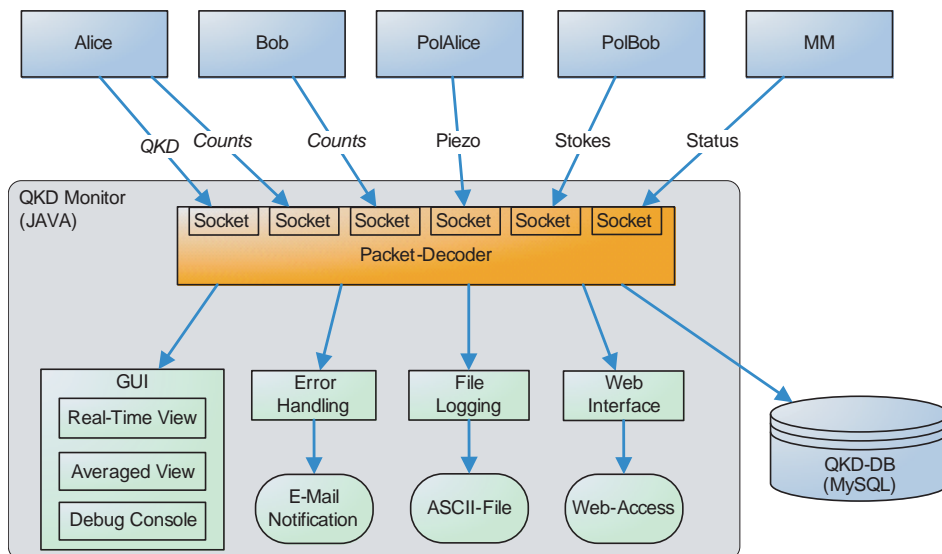 Alice
Bob
PolAlice
PolBob
MM
QKD
Counts
Counts
Piezo
Stokes
Status
QKD Monitor
(JAVA)
Socket
Socket
Socket
Socket
Socket
Socket
Packet-Decoder
GUI
Real-Time View
Averaged View
Debug Console
Error
Handling
File
Logging
Web
Interface
E-Mail
Notification
ASCII-File
Web-Access
QKD-DB
(MySQL)